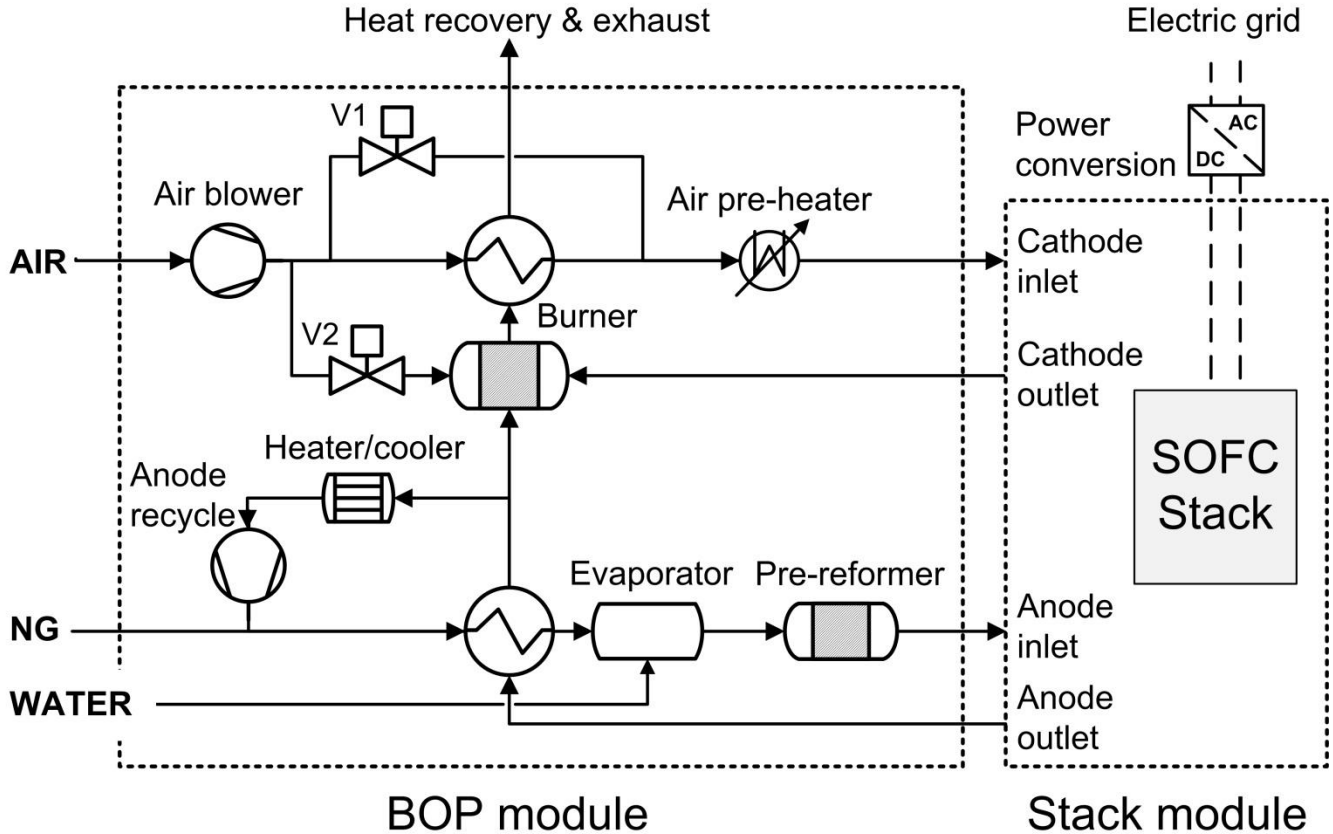 Heat recovery & exhaust
Electric grid
V1
Power
conversion
AC
DC
Air blower
Air pre-heater
AIR
Cathode
inlet
V2
Burner
Cathode
outlet
Heater/cooler
Anode
recycle
SOFC
Stack
Evaporator
Pre-reformer
NG
Anode
inlet
WATER
Anode
outlet
BOP module
Stack module